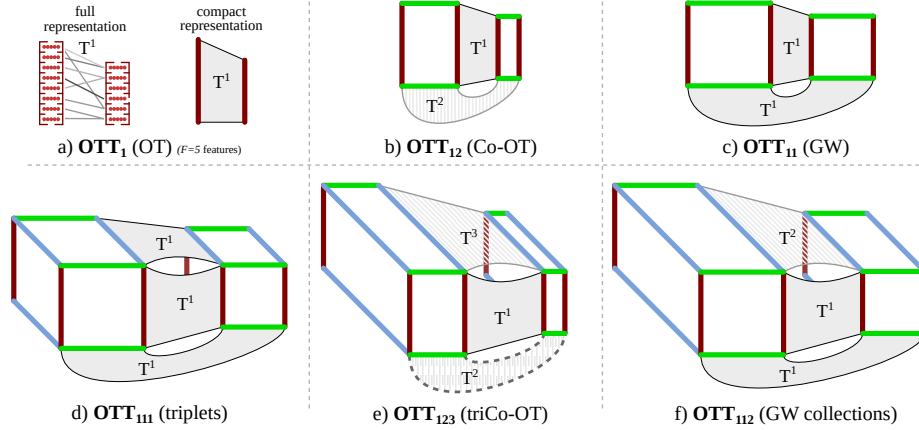 full
representation
T¹
compact
representation
T¹
a) OTT₁ (OT) (F=5 features)
T¹
T²
b) OTT₁₂ (Co-OT)
T¹
T¹
c) OTT₁₁ (GW)
T¹
T¹
T¹
d) OTT₁₁₁ (triplets)
T³
T¹
T²
e) OTT₁₂₃ (triCo-OT)
T²
T¹
T¹
f) OTT₁₁₂ (GW collections)